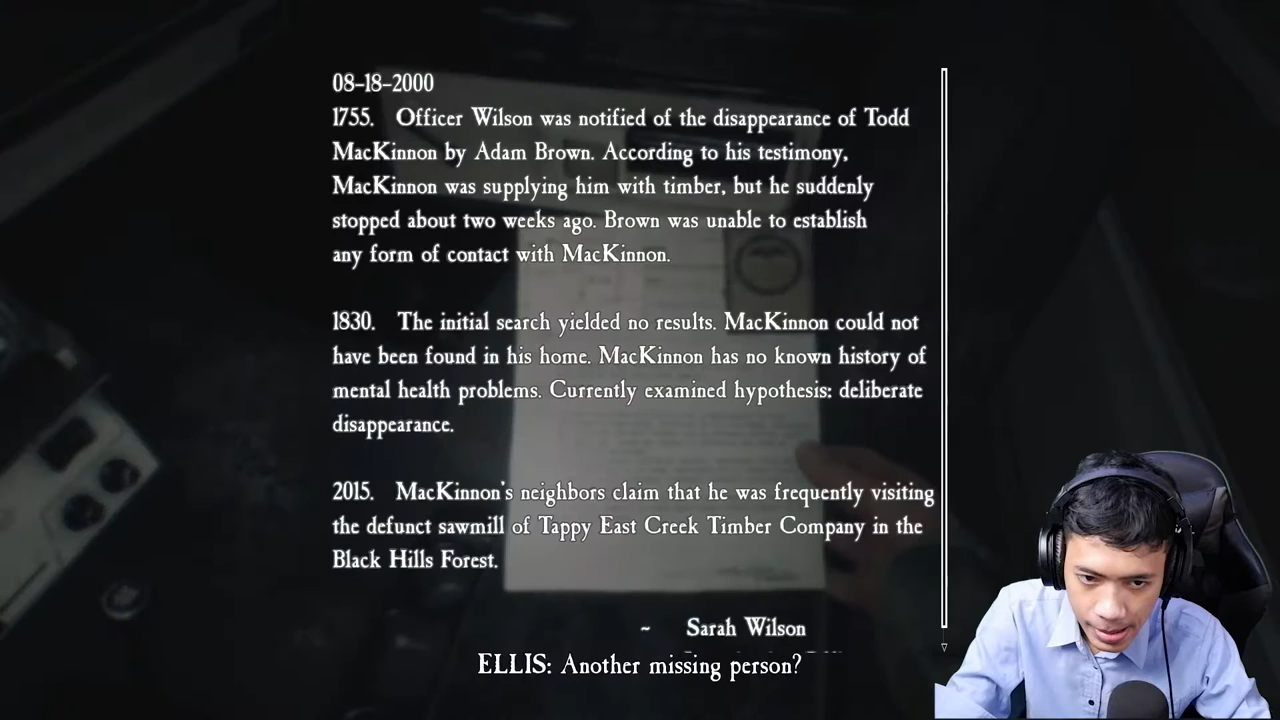 08-18-2000
1755. Officer Wilson was notified of the disappearance of Todd
MacKinnon by Adam Brown. According to his testimony,
MacKinnon was supplying him with timber, but he suddenly
stopped about two weeks ago. Brown was unable to establish
any form of contact with MacKinnon.
1830. The initial search yielded no results. MacKinnon could not
have been found in his home. MacKinnon has no known history of
mental health problems. Currently examined hypothesis: deliberate
disappearance.
2015. MacKinnon's neighbors claim that he was frequently visiting
the defunct sawmill of Tappy East Creek Timber Company in the
Black Hills Forest.
~ Sarah Wilson
ELLIS: Another missing person?